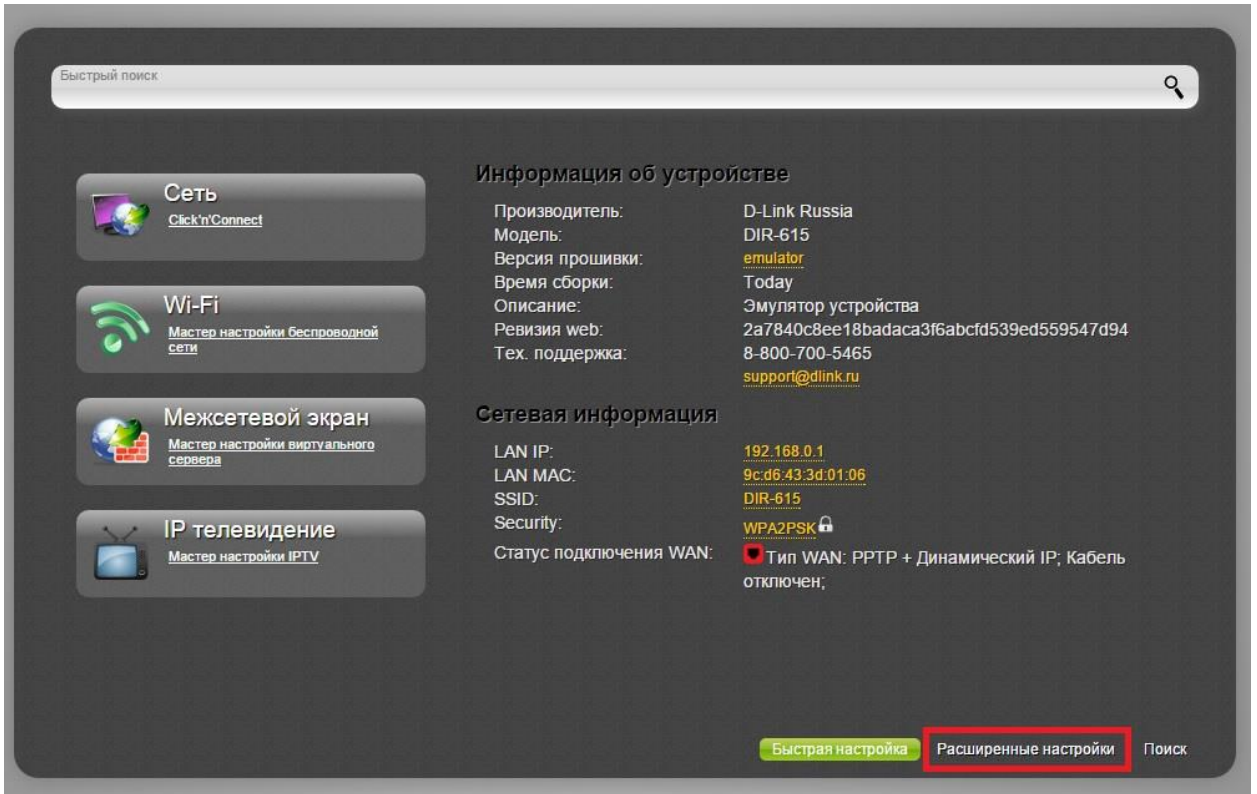 Быстрый поиск
Сеть
Click'n'Connect
Wi-Fi
Мастер настройки беспроводной
сети
Межсетевой экран
Мастер настройки виртуального
сервера
IP телевидение
Мастер настройки IPTV
Информация об устройстве
Производитель: D-Link Russia
Модель: DIR-615
Версия прошивки: emulator
Время сборки: Today
Описание: Эмулятор устройства
Ревизия web: 2a7840c8ee18badaca3f6abcfd539ed559547d94
Тех. поддержка: 8-800-700-5465
support@dlink.ru
Сетевая информация
LAN IP: 192.168.0.1
LAN MAC: 9c:d6:43:3d:01:06
SSID: DIR-615
Security: WPA2PSK
Статус подключения WAN: Тип WAN: PPTP + Динамический IP; Кабель
отключен;
Быстрая настройка Расширенные настройки Поиск